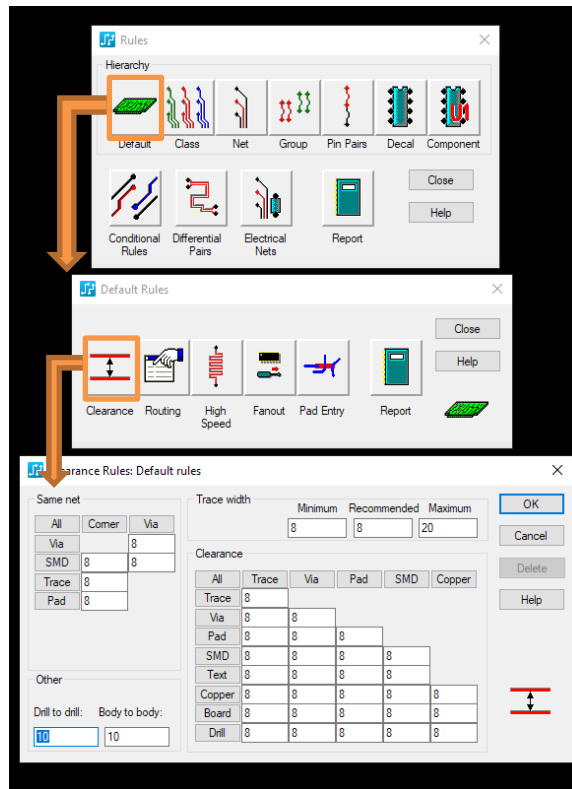 Rules
Hierarchy
Default Class Net Group Pin Pairs Decal Component
Close
Help
Conditional Rules Differential Pairs Electrical Nets Report
Default Rules
Close
Help
Clearance Routing High Speed Fanout Pad Entry Report
arance Rules: Default rules
Same net
All Corner Via
Via 8
SMD 8 8
Trace 8
Pad 8
Trace width
Minimum Recommended Maximum
8 8 20
Clearance
All Trace Via Pad SMD Copper
Trace 8
Via 8 8
Pad 8 8 8
SMD 8 8 8 8
Text 8 8 8 8
Copper 8 8 8 8 8
Board 8 8 8 8 8
Drill 8 8 8 8 8
OK
Cancel
Delete
Help
Other
Drill to drill: Body to body:
10 10